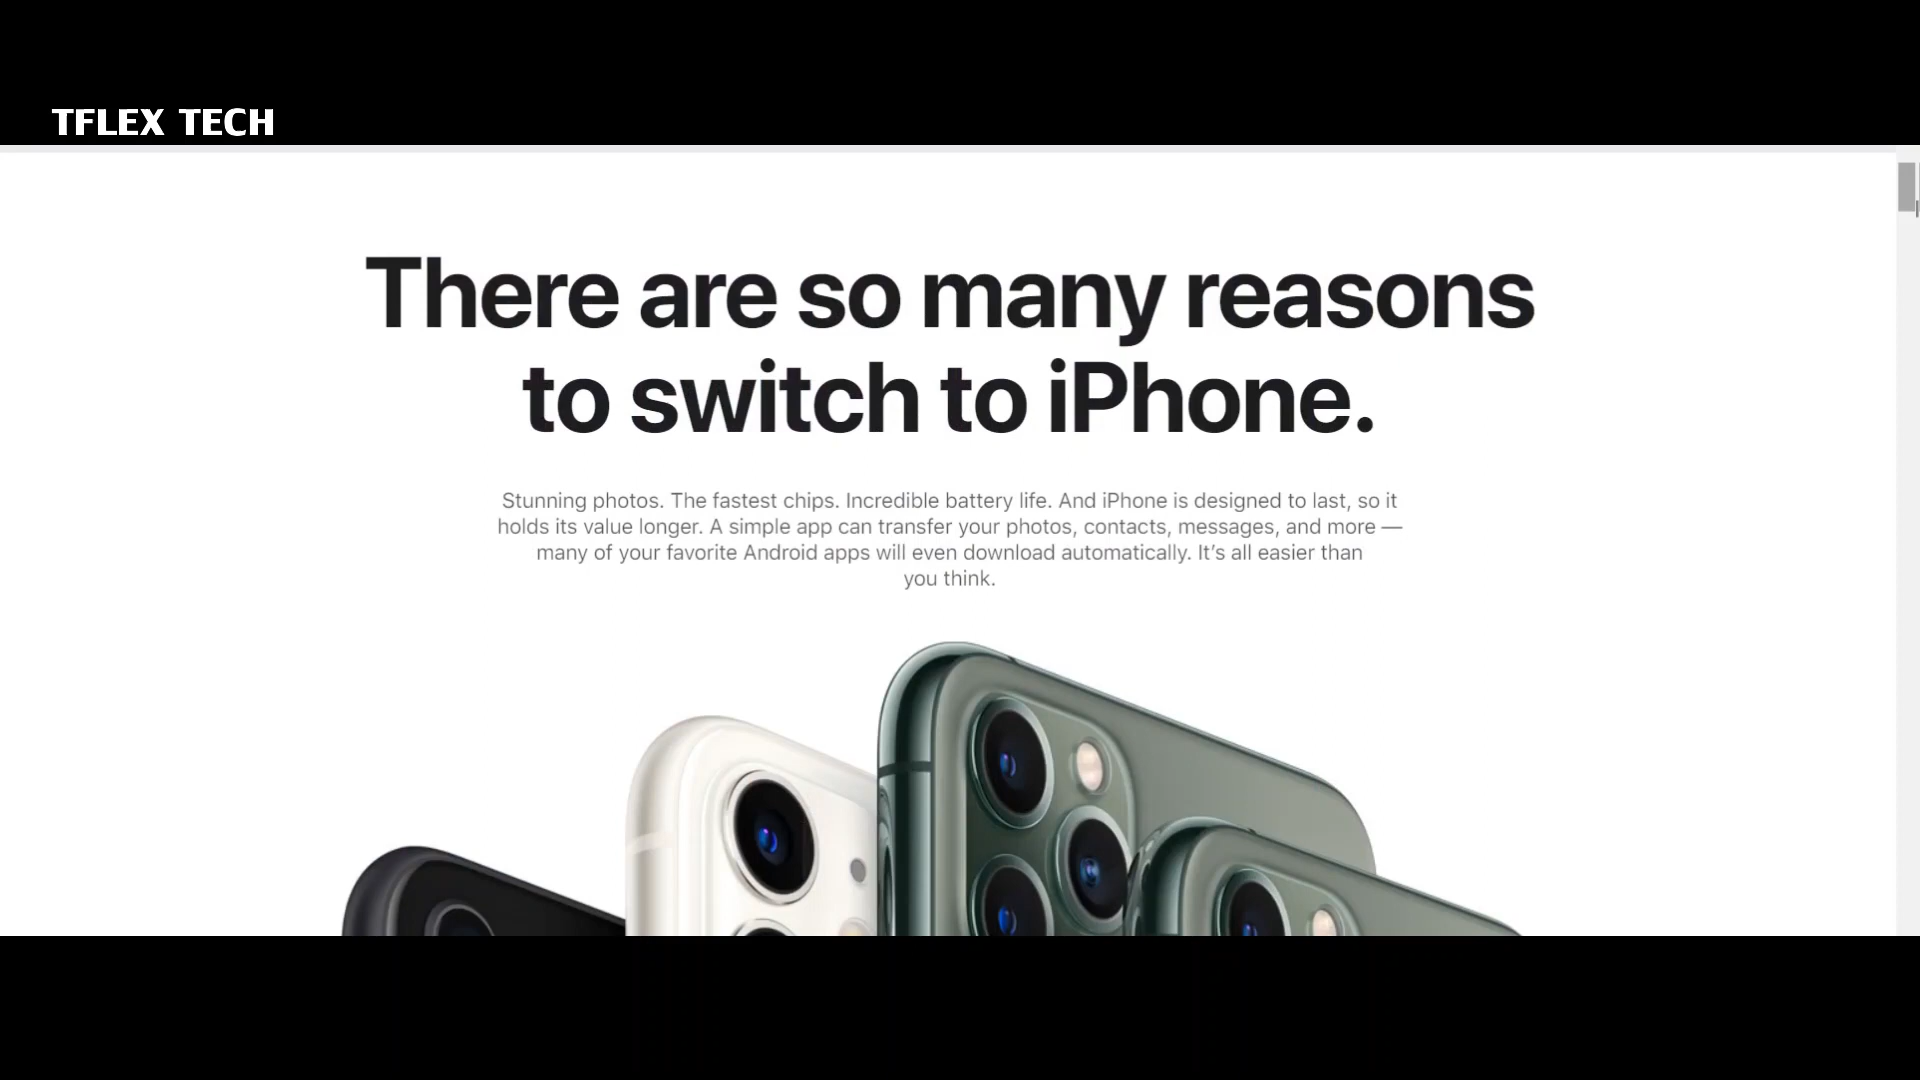 TFLEX TECH
There are so many reasons
to switch to iPhone.
Stunning photos. The fastest chips. Incredible battery life. And iPhone is designed to last, so it
holds its value longer. A simple app can transfer your photos, contacts, messages, and more —
many of your favorite Android apps will even download automatically. It’s all easier than
you think.